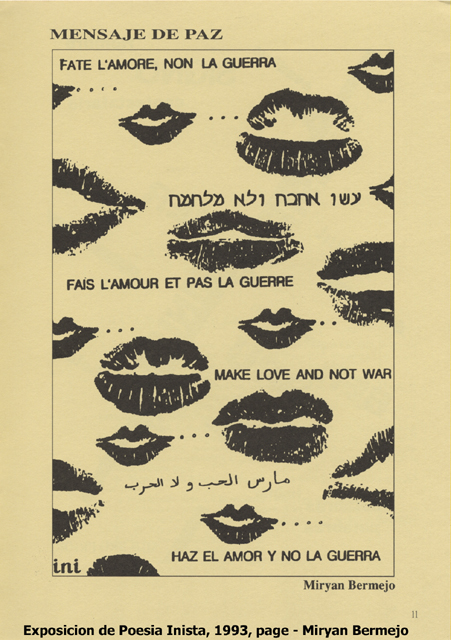 MENSAJE DE PAZ
FATE L'AMORE, NON LA GUERRA
עשו אהבה ולא מלחמה
FAIS L'AMOUR ET PAS LA GUERRE
MAKE LOVE AND NOT WAR
مارس الحب و لا الحرب
HAZ EL AMOR Y NO LA GUERRA
ini
Miryan Bermejo
11
Exposicion de Poesia Inista, 1993, page - Miryan Bermejo